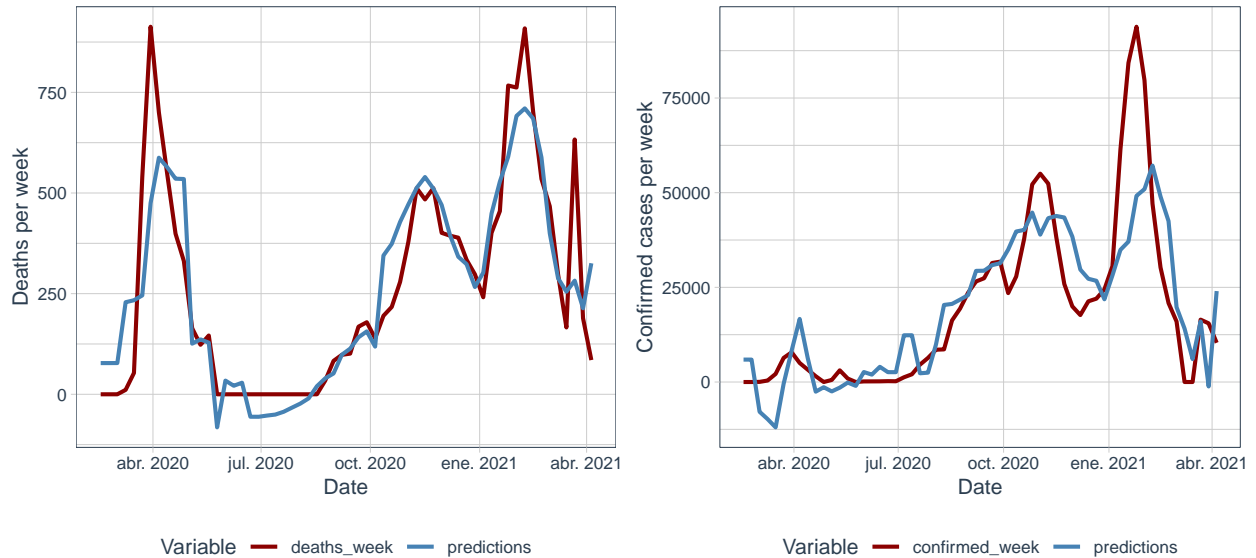 Deaths per week
750
500
250
0
abr. 2020 jul. 2020 oct. 2020 ene. 2021 abr. 2021
Date
Variable deaths_week predictions
Confirmed cases per week
75000
50000
25000
0
abr. 2020 jul. 2020 oct. 2020 ene. 2021 abr. 2021
Date
Variable confirmed_week predictions